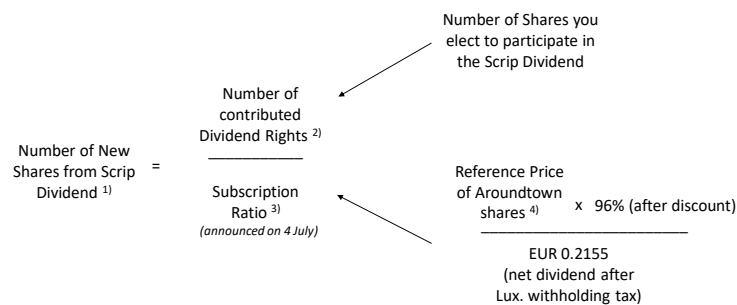 Number of Shares you
elect to participate in
the Scrip Dividend
Number of
contributed
Dividend Rights 2)
Number of New
Shares from Scrip
Dividend 1)
=
Subscription
Ratio 3)
(announced on 4 July)
Reference Price
of Aroundtown
shares 4)
x 96% (after discount)
EUR 0.2155
(net dividend after
Lux. withholding tax)